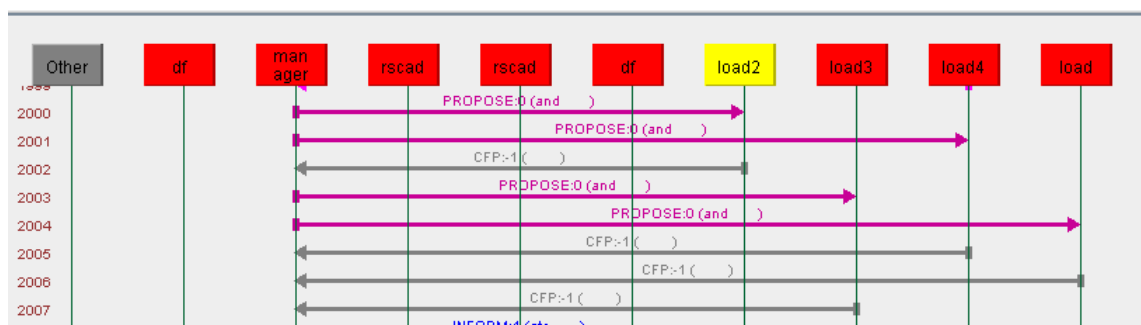 Other df man ager rscad rscad df load2 load3 load4 load
1999
2000 PROPOSE:0 (and )
2001 PROPOSE:0 (and )
2002 CFP:-1 ( )
2003 PROPOSE:0 (and )
2004 PROPOSE:0 (and )
2005 CFP:-1 ( )
2006 CFP:-1 ( )
2007 CFP:-1 ( )